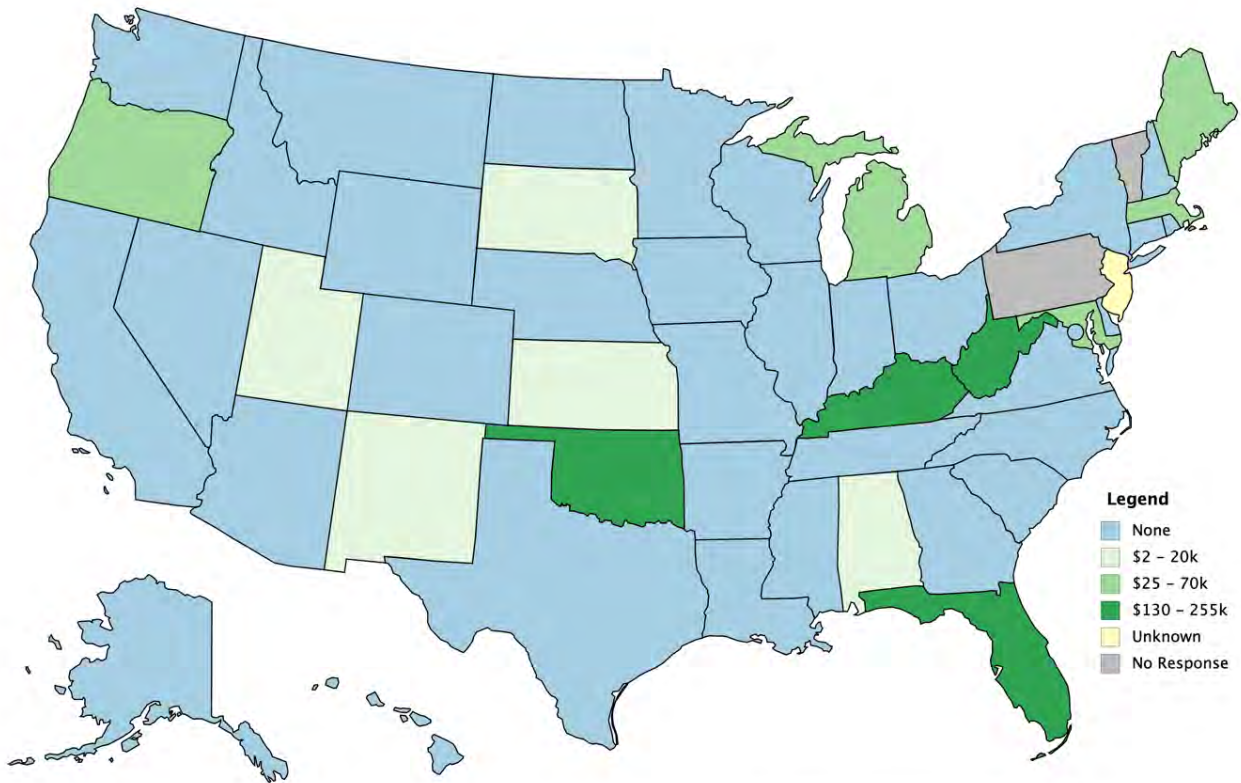 Legend
None
$2 – 20k
$25 – 70k
$130 – 255k
Unknown
No Response